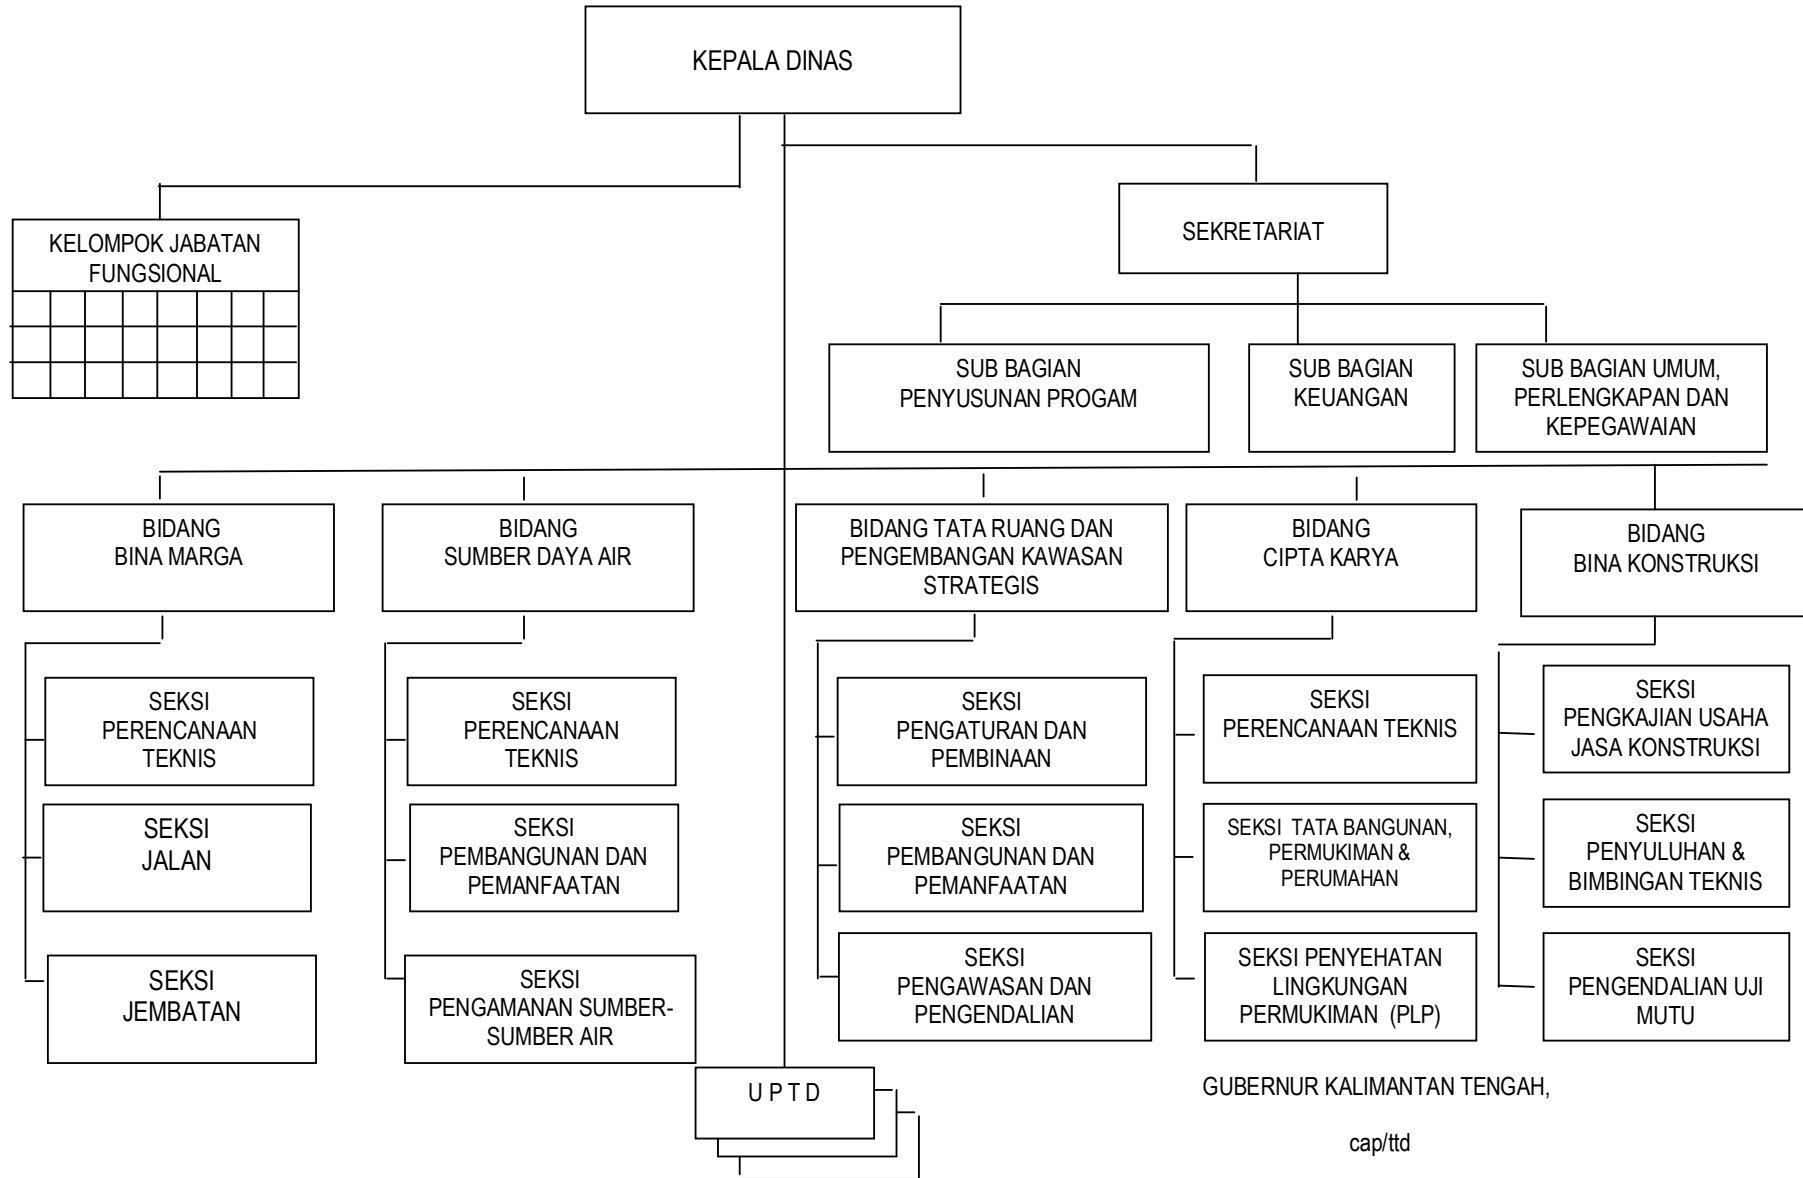 KEPALA DINAS
KELOMPOK JABATAN
FUNGSIONAL
SEKRETARIAT
SUB BAGIAN
PENYUSUNAN PROGAM
SUB BAGIAN
KEUANGAN
SUB BAGIAN UMUM,
PERLENGKAPAN DAN
KEPEGAWAIAN
BIDANG
BINA MARGA
BIDANG
SUMBER DAYA AIR
BIDANG TATA RUANG DAN
PENGEMBANGAN KAWASAN
STRATEGIS
BIDANG
CIPTA KARYA
BIDANG
BINA KONSTRUKSI
SEKSI
PERENCANAAN
TEKNIS
SEKSI
PERENCANAAN
TEKNIS
SEKSI
PENGATURAN DAN
PEMBINAAN
SEKSI
PERENCANAAN TEKNIS
SEKSI
PENGKAJIAN USAHA
JASA KONSTRUKSI
SEKSI
JALAN
SEKSI
PEMBANGUNAN DAN
PEMANFAATAN
SEKSI
PEMBANGUNAN DAN
PEMANFAATAN
SEKSI TATA BANGUNAN,
PERMUKIMAN &
PERUMAHAN
SEKSI
PENYULUHAN &
BIMBINGAN TEKNIS
SEKSI
JEMBATAN
SEKSI
PENGAMANAN SUMBER-
SUMBER AIR
SEKSI
PENGAWASAN DAN
PENGENDALIAN
SEKSI PENYEHATAN
LINGKUNGAN
PERMUKIMAN (PLP)
SEKSI
PENGENDALIAN UJI
MUTU
U P T D
GUBERNUR KALIMANTAN TENGAH,
cap/ttd